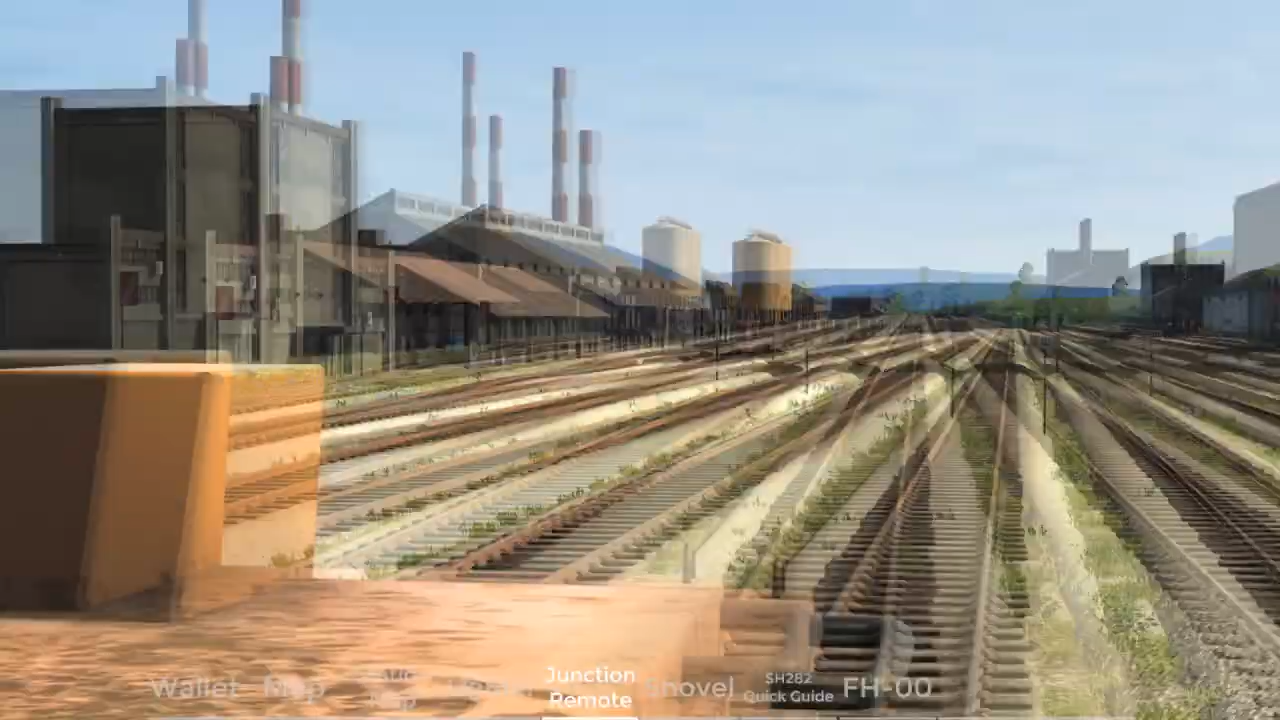 Wallet
Map
Junction
Remote
Shovel
SH282
Quick Guide
FH-00